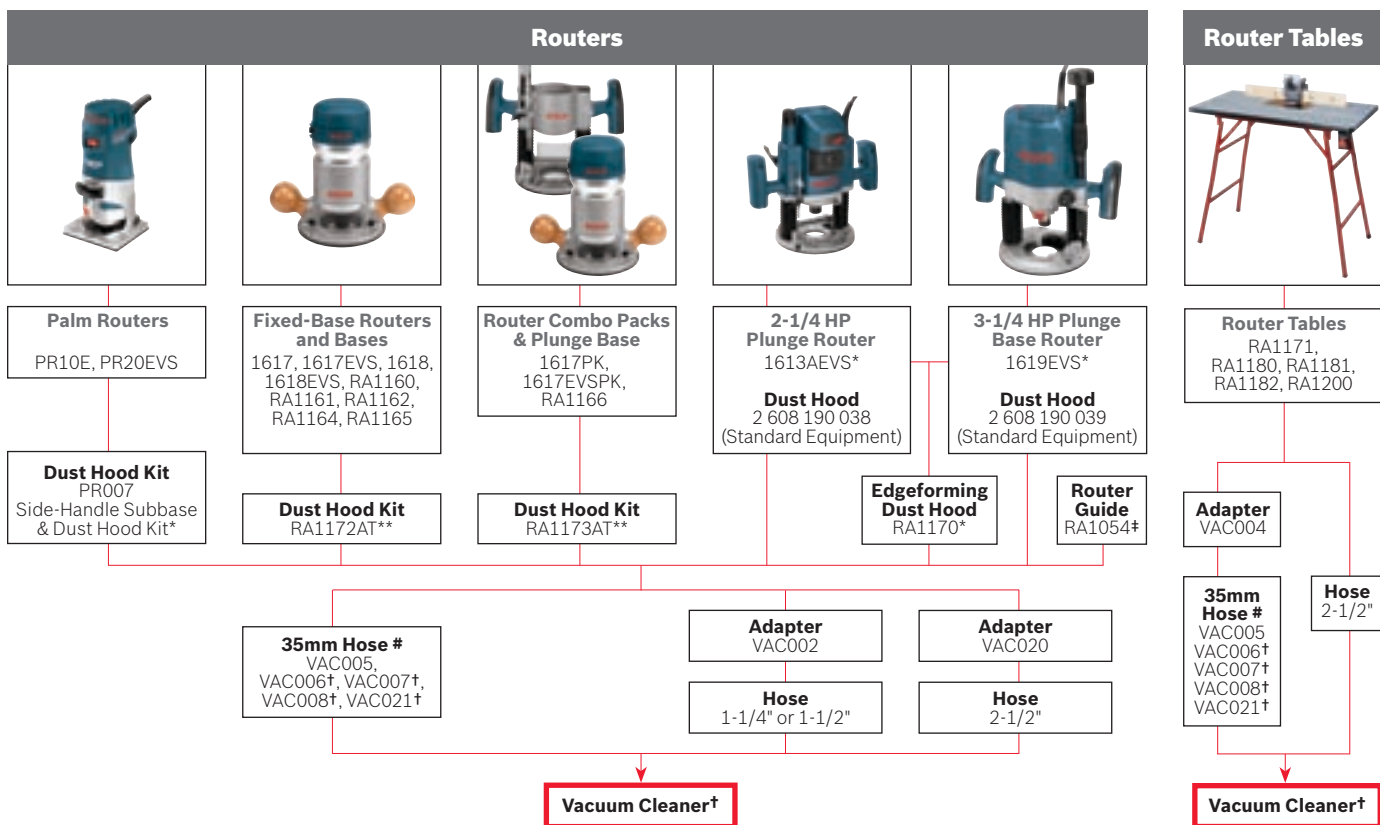 Routers
Router Tables
Palm Routers
PR10E, PR20EVS
Fixed-Base Routers
and Bases
1617, 1617EVS, 1618,
1618EVS, RA1160,
RA1161, RA1162,
RA1164, RA1165
Router Combo Packs
& Plunge Base
1617PK,
1617EVSPK,
RA1166
2-1/4 HP
Plunge Router
1613AEVS*
Dust Hood
2 608 190 038
(Standard Equipment)
3-1/4 HP Plunge
Base Router
1619EVS*
Dust Hood
2 608 190 039
(Standard Equipment)
Router Tables
RA1171,
RA1180, RA1181,
RA1182, RA1200
Dust Hood Kit
PR007
Side-Handle Subbase
& Dust Hood Kit*
Dust Hood Kit
RA1172AT**
Dust Hood Kit
RA1173AT**
Edgeforming
Dust Hood
RA1170*
Router
Guide
RA1054‡
Adapter
VAC004
35mm Hose #
VAC005,
VAC006†, VAC007†,
VAC008†, VAC021†
Adapter
VAC002
Hose
1-1/4" or 1-1/2"
Adapter
VAC020
Hose
2-1/2"
35mm
Hose #
VAC005
VAC006†
VAC007†
VAC008†
VAC021†
Hose
2-1/2"
Vacuum Cleaner†
Vacuum Cleaner†